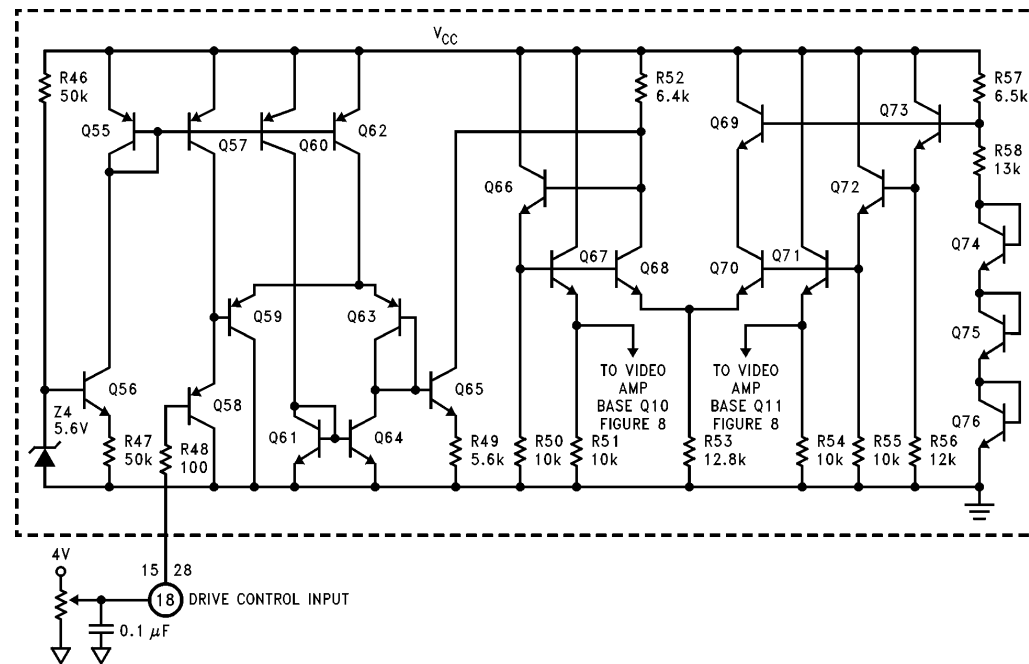 V_CC
R46
50k
Q55
Q57
Q60
Q62
R52
6.4k
Q69
Q73
R57
6.5k
R58
13k
Q66
Q72
Q67
Q68
Q70
Q71
Q74
Q59
Q63
Q75
TO VIDEO
AMP
BASE Q10
FIGURE 8
TO VIDEO
AMP
BASE Q11
FIGURE 8
Q56
Z4
5.6V
R47
50k
Q58
R48
100
Q61
Q64
Q65
R49
5.6k
R50
10k
R51
10k
R53
12.8k
R54
10k
R55
10k
R56
12k
Q76
4V
15
28
18
DRIVE CONTROL INPUT
0.1 μF